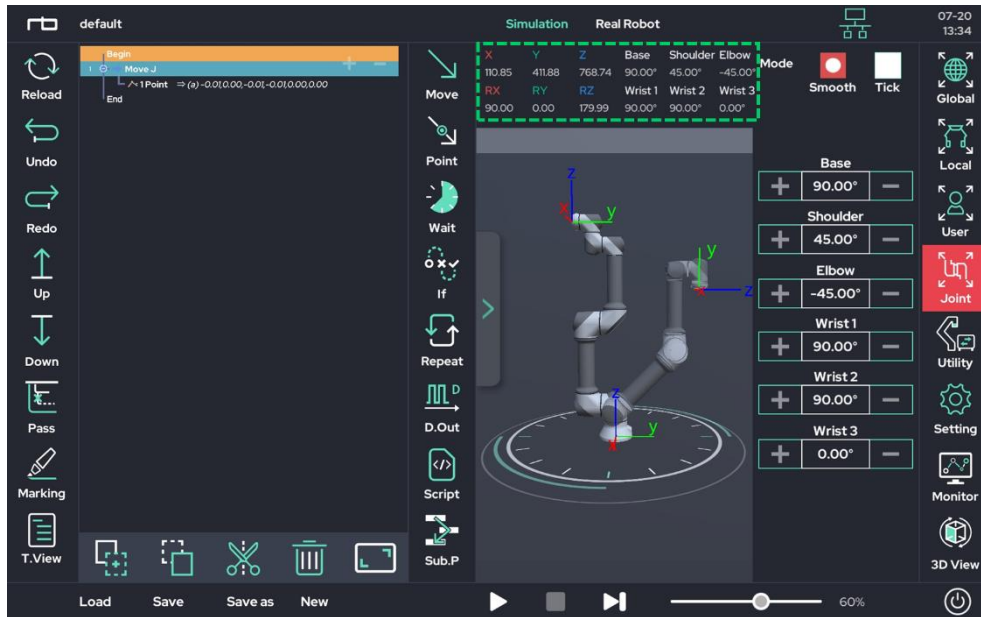 default
Simulation
Real Robot
07-20
13:34
Reload
Undo
Redo
Up
Down
Pass
Marking
T.View
Begin
1 Move J
1 Point ⇒ (a) -0.01,0.00,-0.01,-0.01,0.00,0.00
End
Move
Point
Wait
If
Repeat
D
D.Out
Script
Sub.P
X Y Z Base Shoulder Elbow
110.85 411.88 768.74 90.00° 45.00° -45.00°
RX RY RZ Wrist 1 Wrist 2 Wrist 3
90.00 0.00 179.99 90.00° 90.00° 0.00°
z
x
y
y
x
z
z
y
x
Mode
Smooth
Tick
Base
+ 90.00° −
Shoulder
+ 45.00° −
Elbow
+ -45.00° −
Wrist 1
+ 90.00° −
Wrist 2
+ 90.00° −
Wrist 3
+ 0.00° −
Global
Local
User
Joint
Utility
Setting
Monitor
3D View
Load
Save
Save as
New
60%